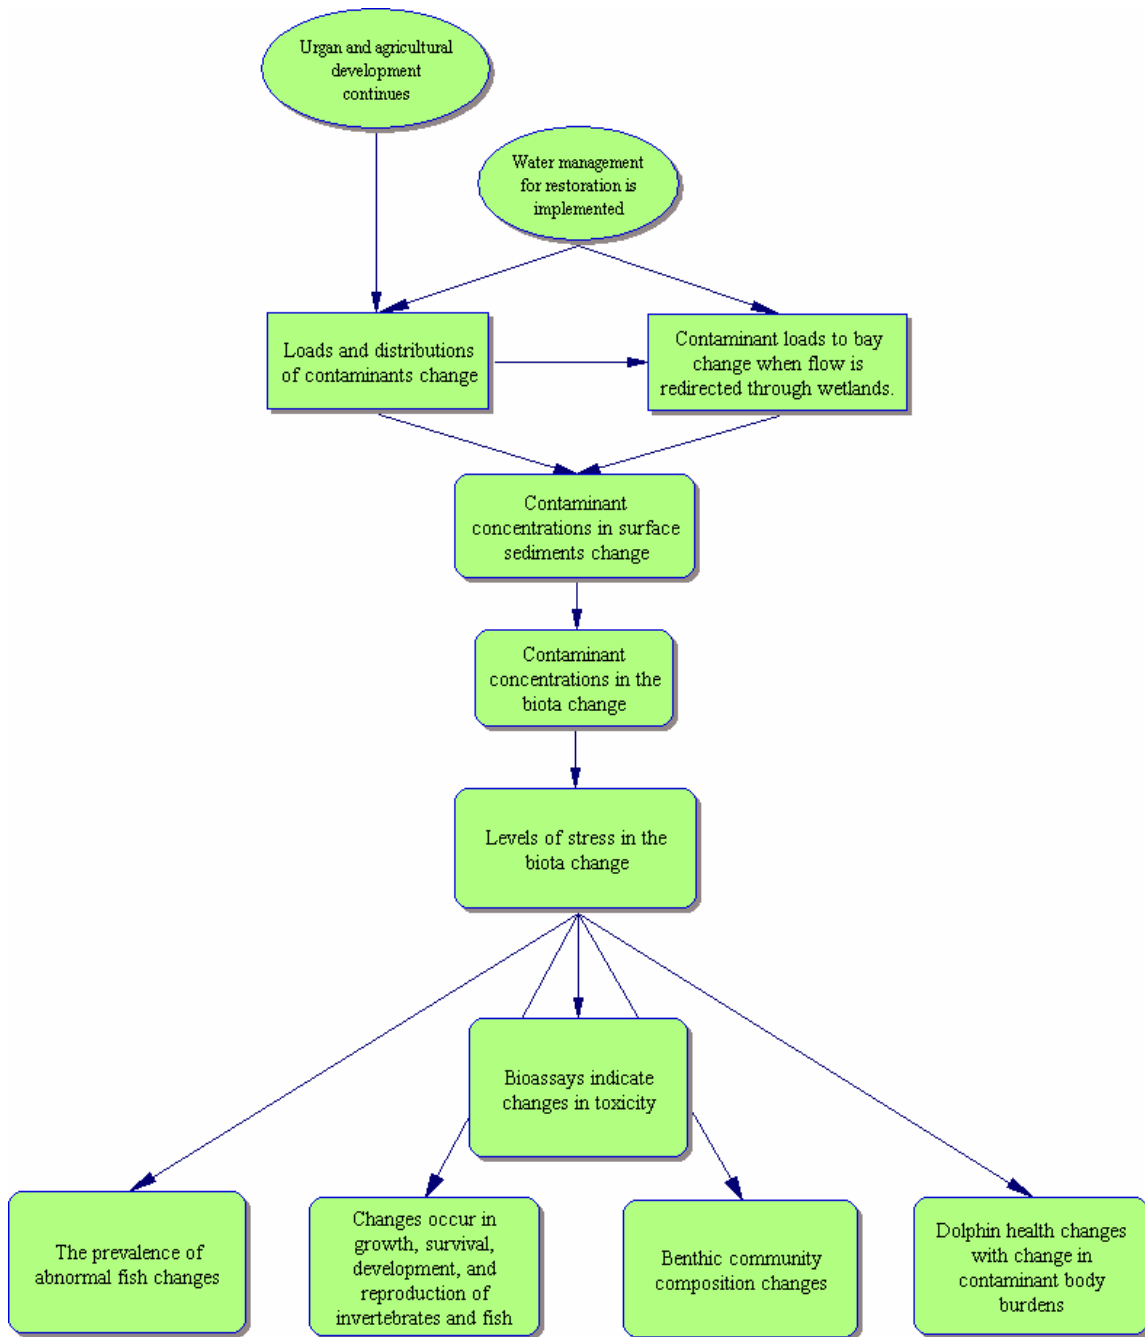 Urgan and agricultural
development
continues
Water management
for restoration is
implemented
Loads and distributions
of contaminants change
Contaminant loads to bay
change when flow is
redirected through wetlands.
Contaminant
concentrations in surface
sediments change
Contaminant
concentrations in the
biota change
Levels of stress in the
biota change
Bioassays indicate
changes in toxicity
The prevalence of
abnormal fish changes
Changes occur in
growth, survival,
development, and
reproduction of
invertebrates and fish
Benthic community
composition changes
Dolphin health changes
with change in
contaminant body
burdens